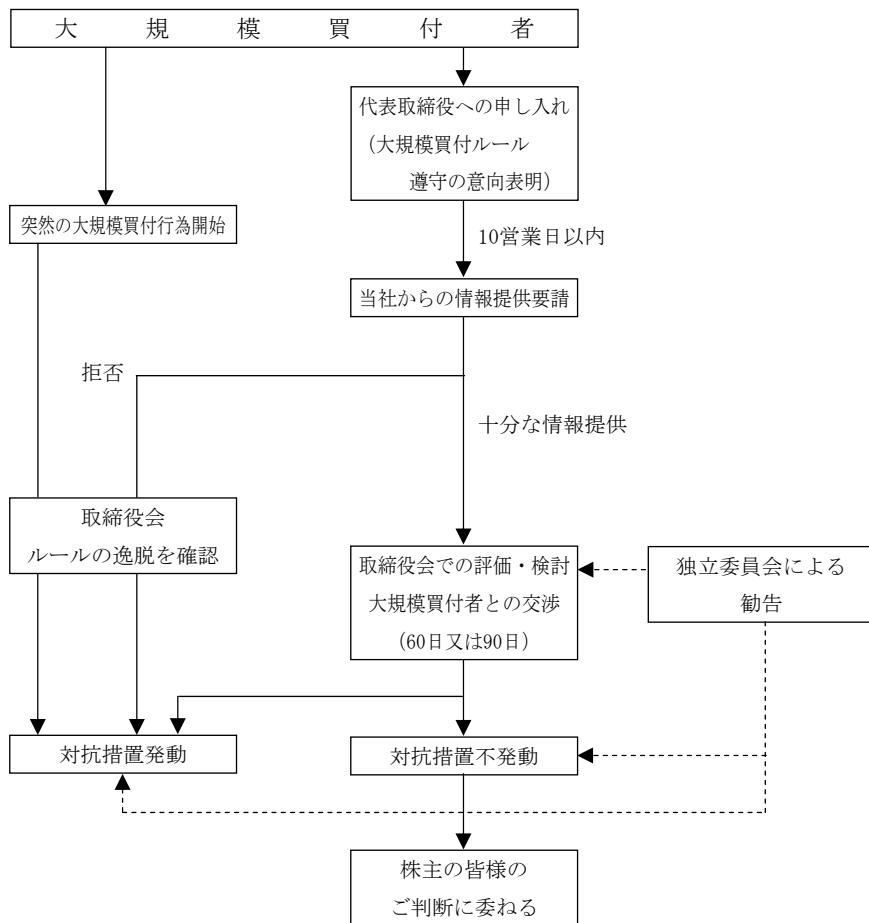 大規模買付者
代表取締役への申し入れ
(大規模買付ルール
遵守の意向表明)
突然の大規模買付行為開始
10営業日以内
当社からの情報提供要請
拒否
十分な情報提供
取締役会
ルールの逸脱を確認
取締役会での評価・検討
大規模買付者との交渉
(60日又は90日)
独立委員会による
勧告
対抗措置発動
対抗措置不発動
株主の皆様の
ご判断に委ねる